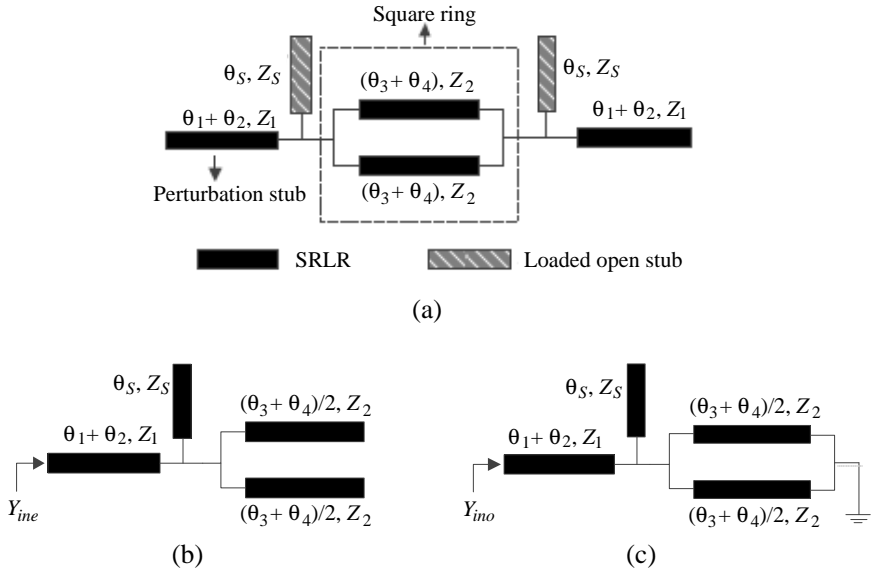 Square ring
θS, ZS
(θ3+ θ4), Z2
θS, ZS
θ1+ θ2, Z1
θ1+ θ2, Z1
Perturbation stub
(θ3+ θ4), Z2
SRLR
Loaded open stub
(a)
θS, ZS
(θ3+ θ4)/2, Z2
θ1+ θ2, Z1
Yine
(θ3+ θ4)/2, Z2
(b)
θS, ZS
(θ3+ θ4)/2, Z2
θ1+ θ2, Z1
Yino
(θ3+ θ4)/2, Z2
(c)